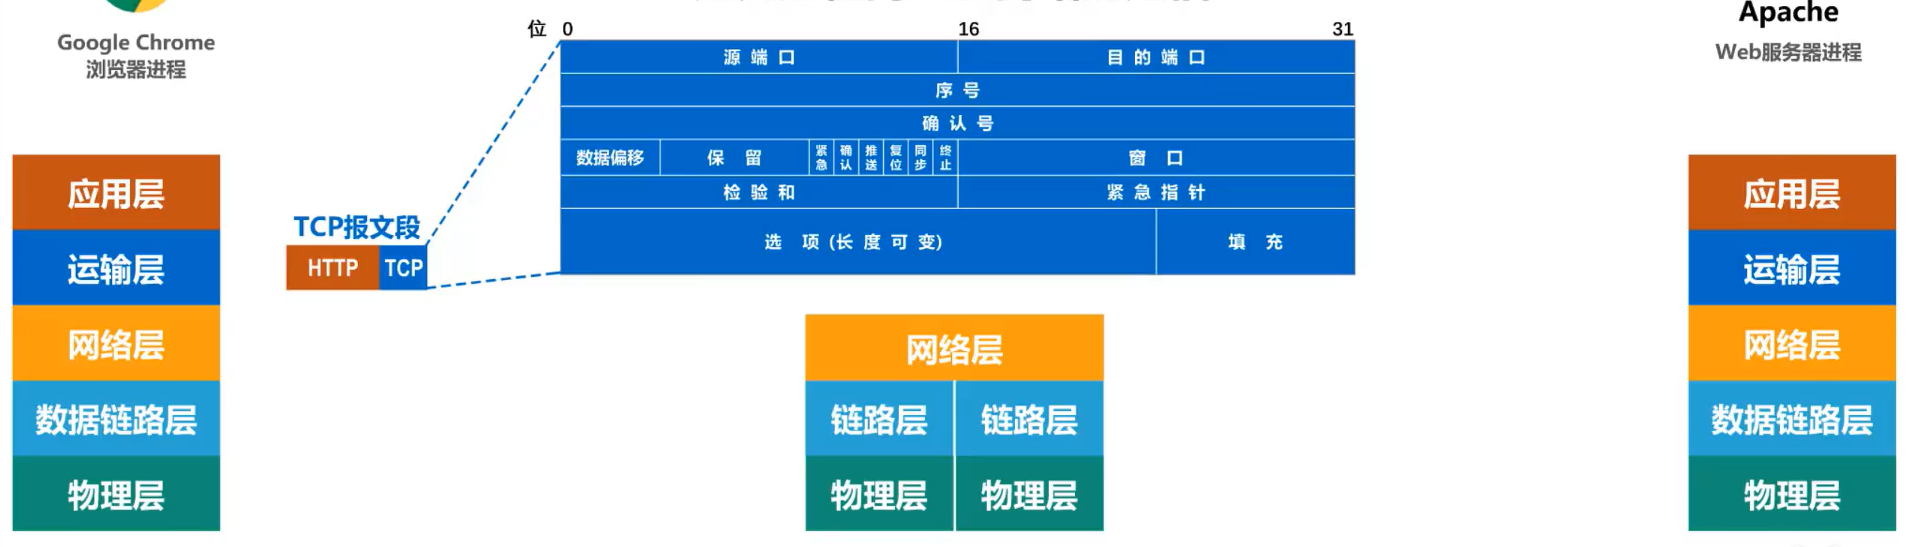 Google Chrome
浏览器进程
Apache
Web服务器进程
位 0 16 31
源端口 目的端口
序号
确认号
数据偏移 保留 紧急 确认 推送 复位 同步 终止 窗口
检验和 紧急指针
选项(长度可变) 填充
TCP报文段
HTTP TCP
应用层
运输层
网络层
数据链路层
物理层
网络层
链路层 链路层
物理层 物理层
应用层
运输层
网络层
数据链路层
物理层